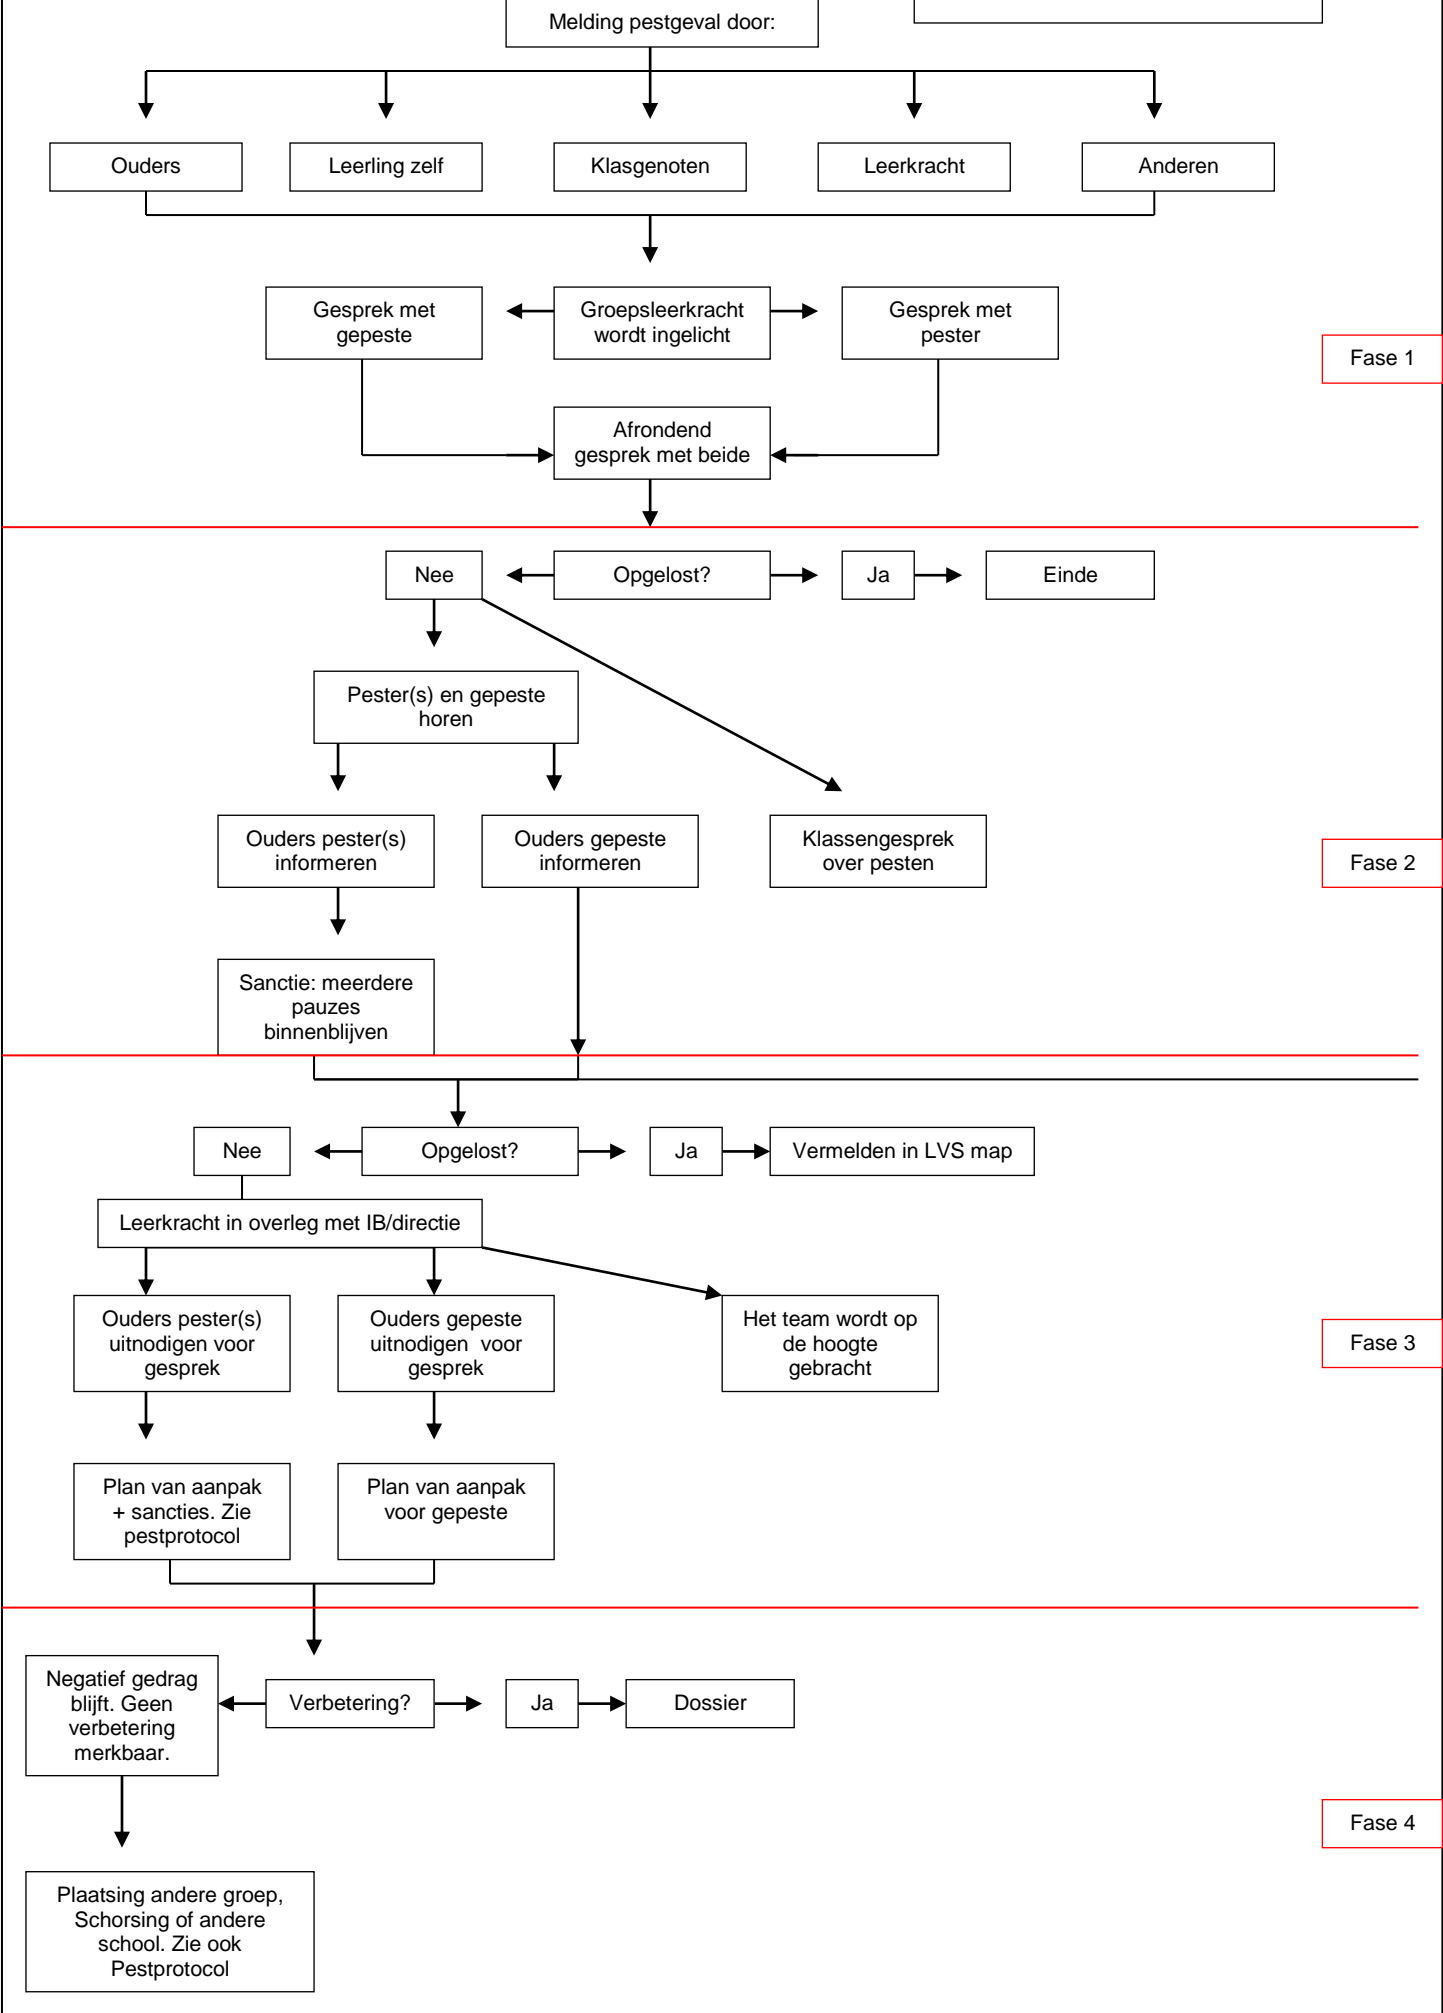 Melding pestgeval door:
Ouders
Leerling zelf
Klasgenoten
Leerkracht
Anderen
Gesprek met
gepeste
Groepsleerkracht
wordt ingelicht
Gesprek met
pester
Fase 1
Afrondend
gesprek met beide
Nee
Opgelost?
Ja
Einde
Pester(s) en gepeste
horen
Ouders pester(s)
informeren
Ouders gepeste
informeren
Klassengesprek
over pesten
Fase 2
Sanctie: meerdere
pauzes
binnenblijven
Nee
Opgelost?
Ja
Vermelden in LVS map
Leerkracht in overleg met IB/directie
Ouders pester(s)
uitnodigen voor
gesprek
Ouders gepeste
uitnodigen  voor
gesprek
Het team wordt op
de hoogte
gebracht
Fase 3
Plan van aanpak
+ sancties. Zie
pestprotocol
Plan van aanpak
voor gepeste
Negatief gedrag
blijft. Geen
verbetering
merkbaar.
Verbetering?
Ja
Dossier
Fase 4
Plaatsing andere groep,
Schorsing of andere
school. Zie ook
Pestprotocol